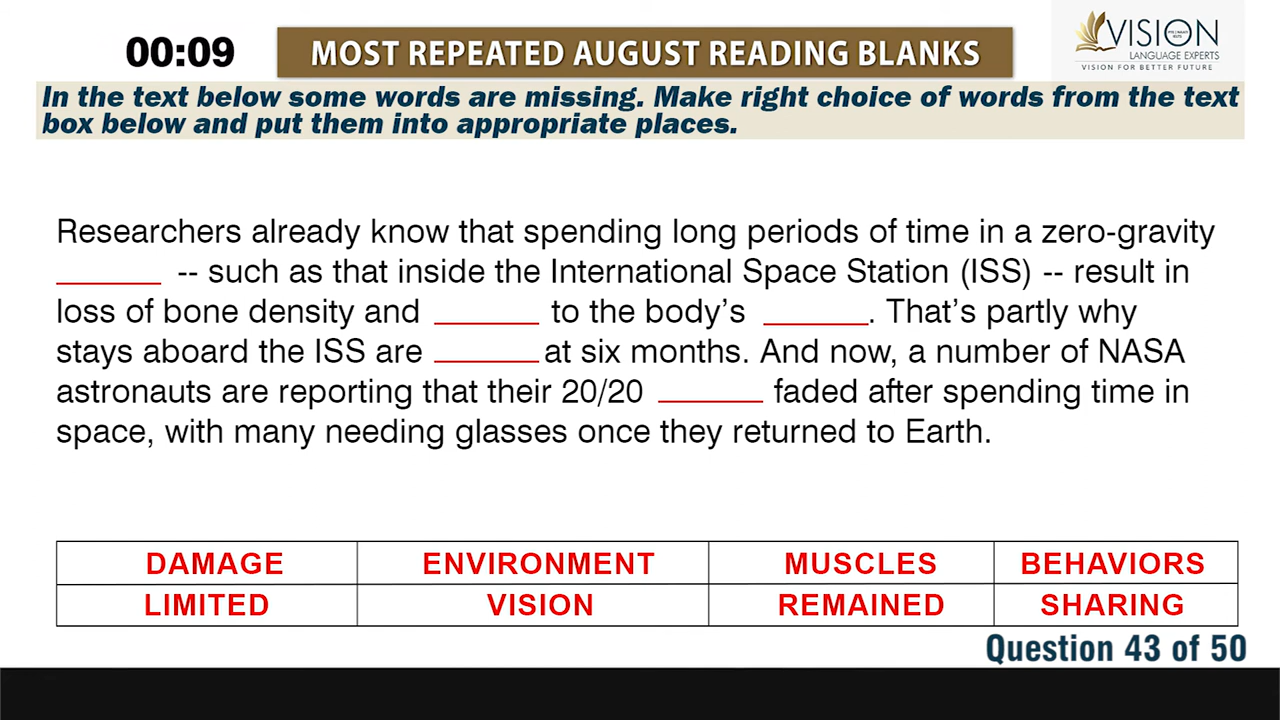 00:09
MOST REPEATED AUGUST READING BLANKS
VISION
LANGUAGE EXPERTS
VISION FOR BETTER FUTURE
In the text below some words are missing. Make right choice of words from the text
box below and put them into appropriate places.
Researchers already know that spending long periods of time in a zero-gravity
______ -- such as that inside the International Space Station (ISS) -- result in
loss of bone density and ______ to the body's ______. That's partly why
stays aboard the ISS are ______ at six months. And now, a number of NASA
astronauts are reporting that their 20/20 ______ faded after spending time in
space, with many needing glasses once they returned to Earth.
DAMAGE ENVIRONMENT MUSCLES BEHAVIORS
LIMITED VISION REMAINED SHARING
Question 43 of 50